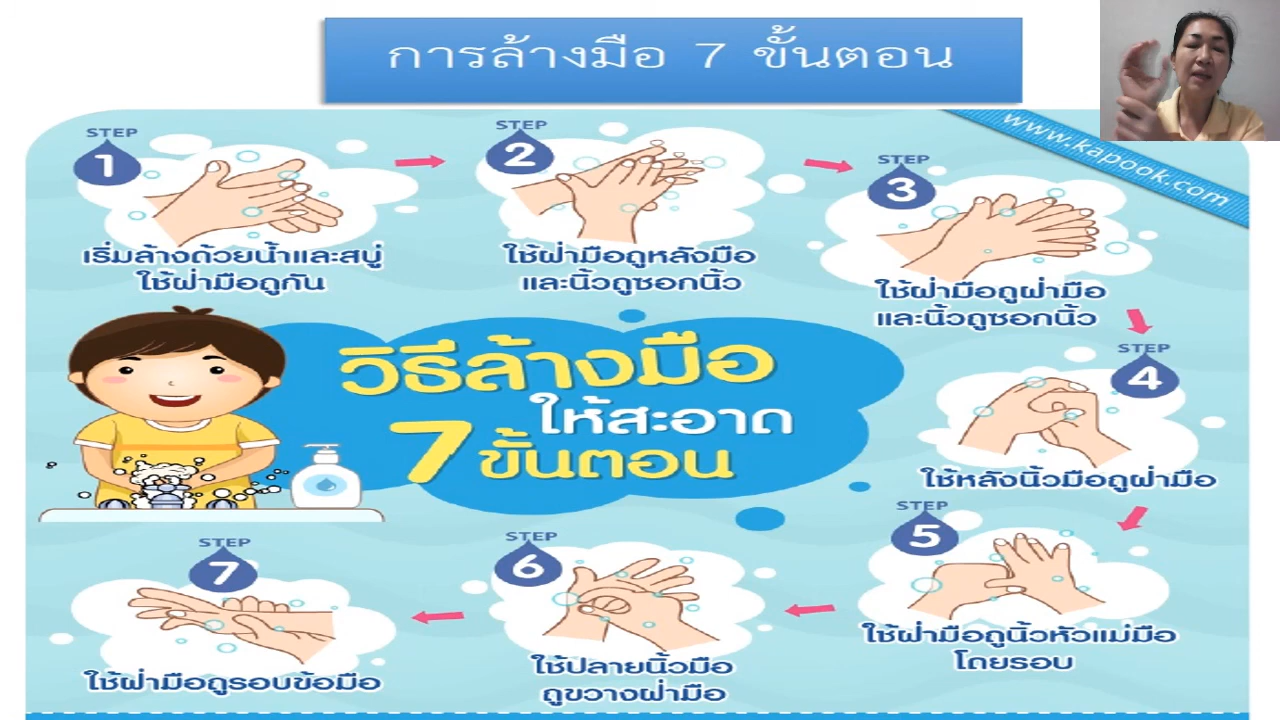 การล้างมือ 7 ขั้นตอน
www.kapook.com
STEP
1
เริ่มล้างด้วยน้ำและสบู่
ใช้ฝ่ามือถูกัน
STEP
2
ใช้ฝ่ามือถูหลังมือ
และนิ้วถูซอกนิ้ว
STEP
3
ใช้ฝ่ามือถูฝ่ามือ
และนิ้วถูซอกนิ้ว
วิธีล้างมือ
ให้สะอาด
7 ขั้นตอน
STEP
4
ใช้หลังนิ้วมือถูฝ่ามือ
STEP
5
ใช้ฝ่ามือถูนิ้วหัวแม่มือ
โดยรอบ
STEP
6
ใช้ปลายนิ้วมือ
ถูขวางฝ่ามือ
STEP
7
ใช้ฝ่ามือถูรอบข้อมือ